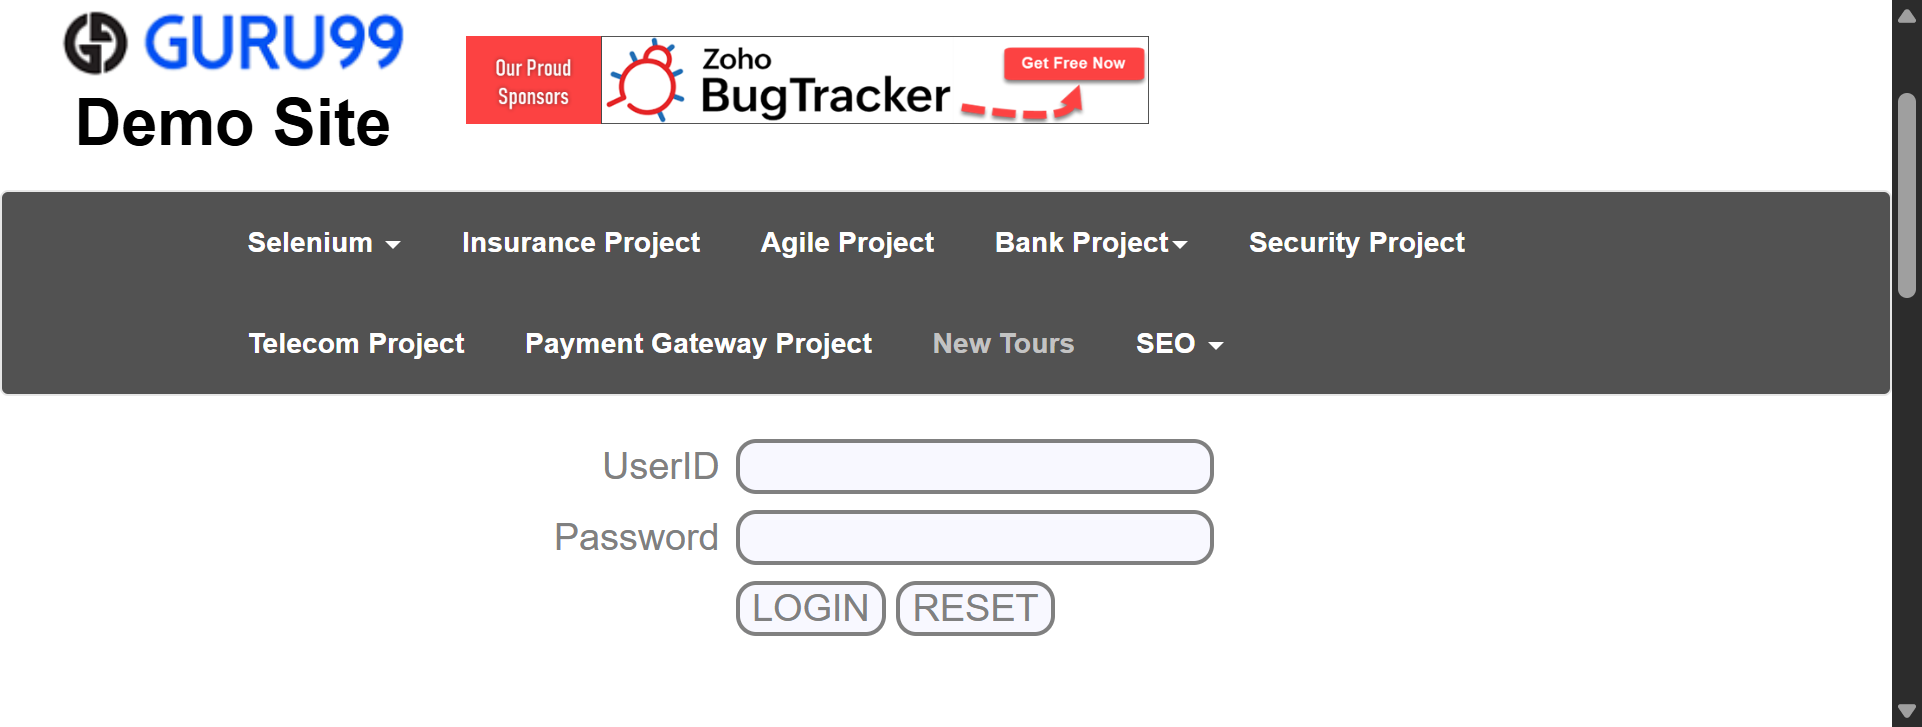 GURU99
Demo Site
Our Proud
Sponsors
Zoho
BugTracker
Get Free Now
Selenium
Insurance Project
Agile Project
Bank Project
Security Project
Telecom Project
Payment Gateway Project
New Tours
SEO
UserID
Password
LOGIN
RESET